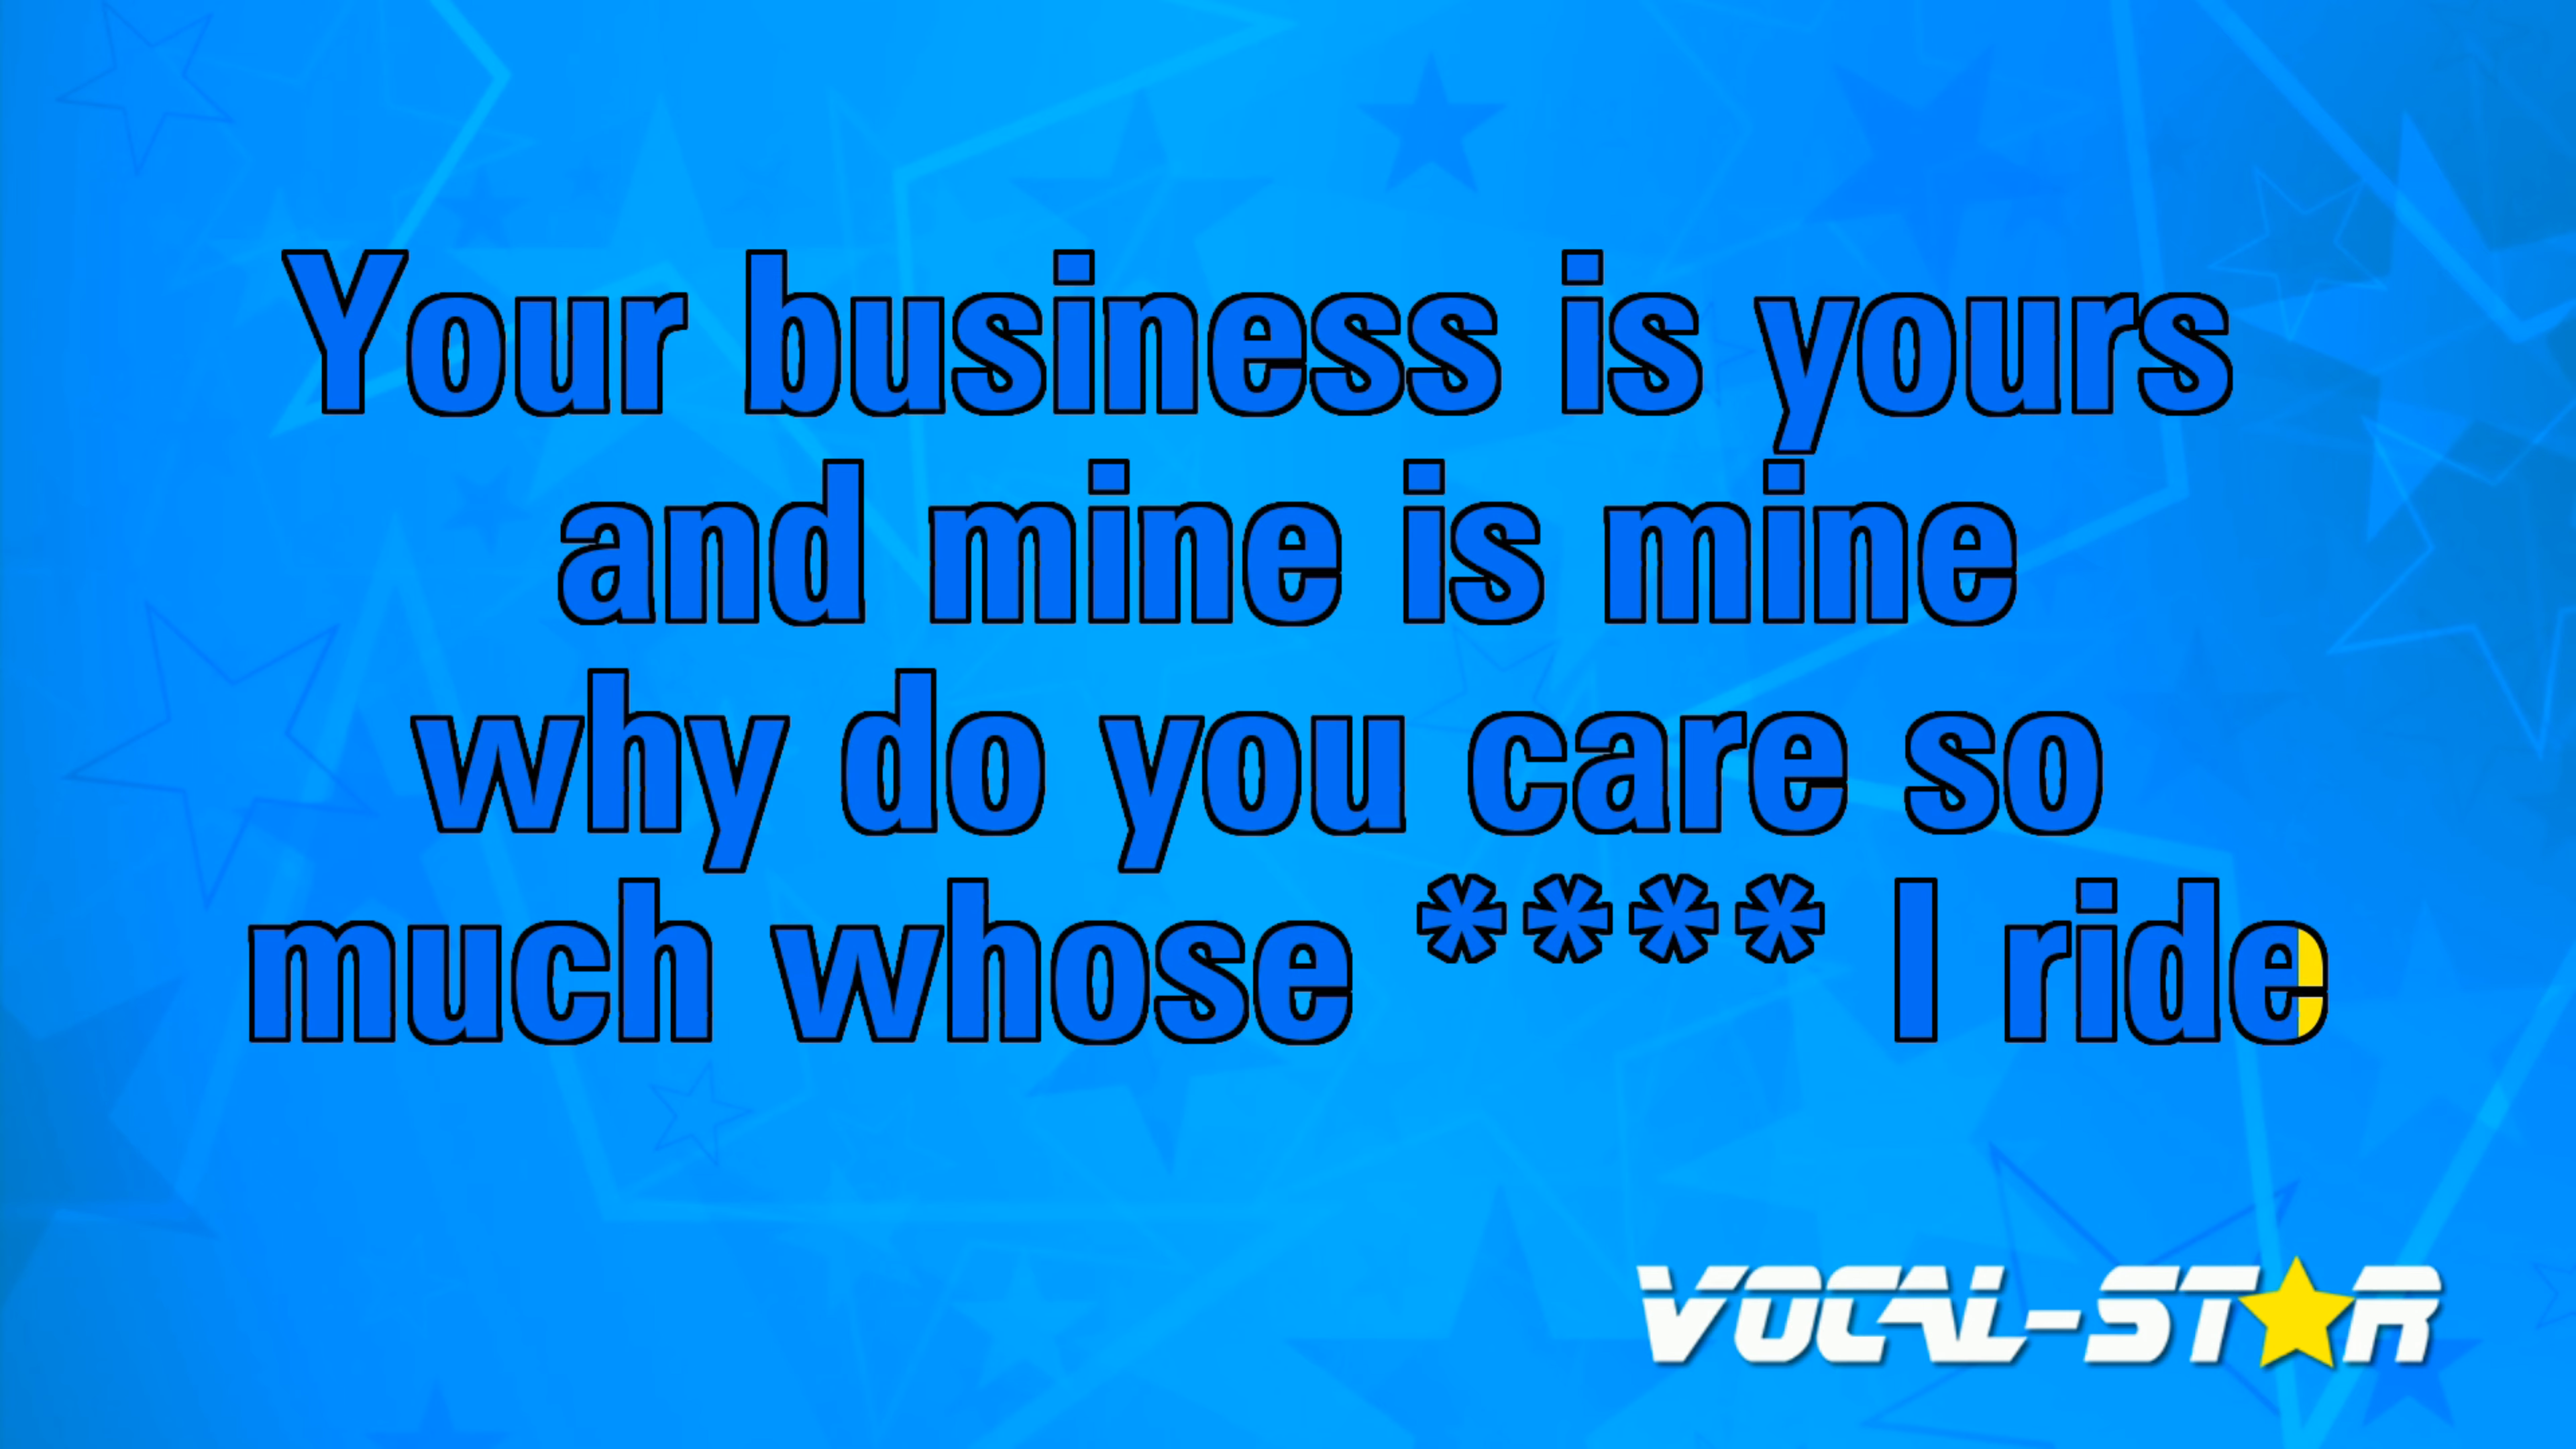 Your business is yours
and mine is mine
why do you care so
much whose **** I ride
VOCAL-STAR